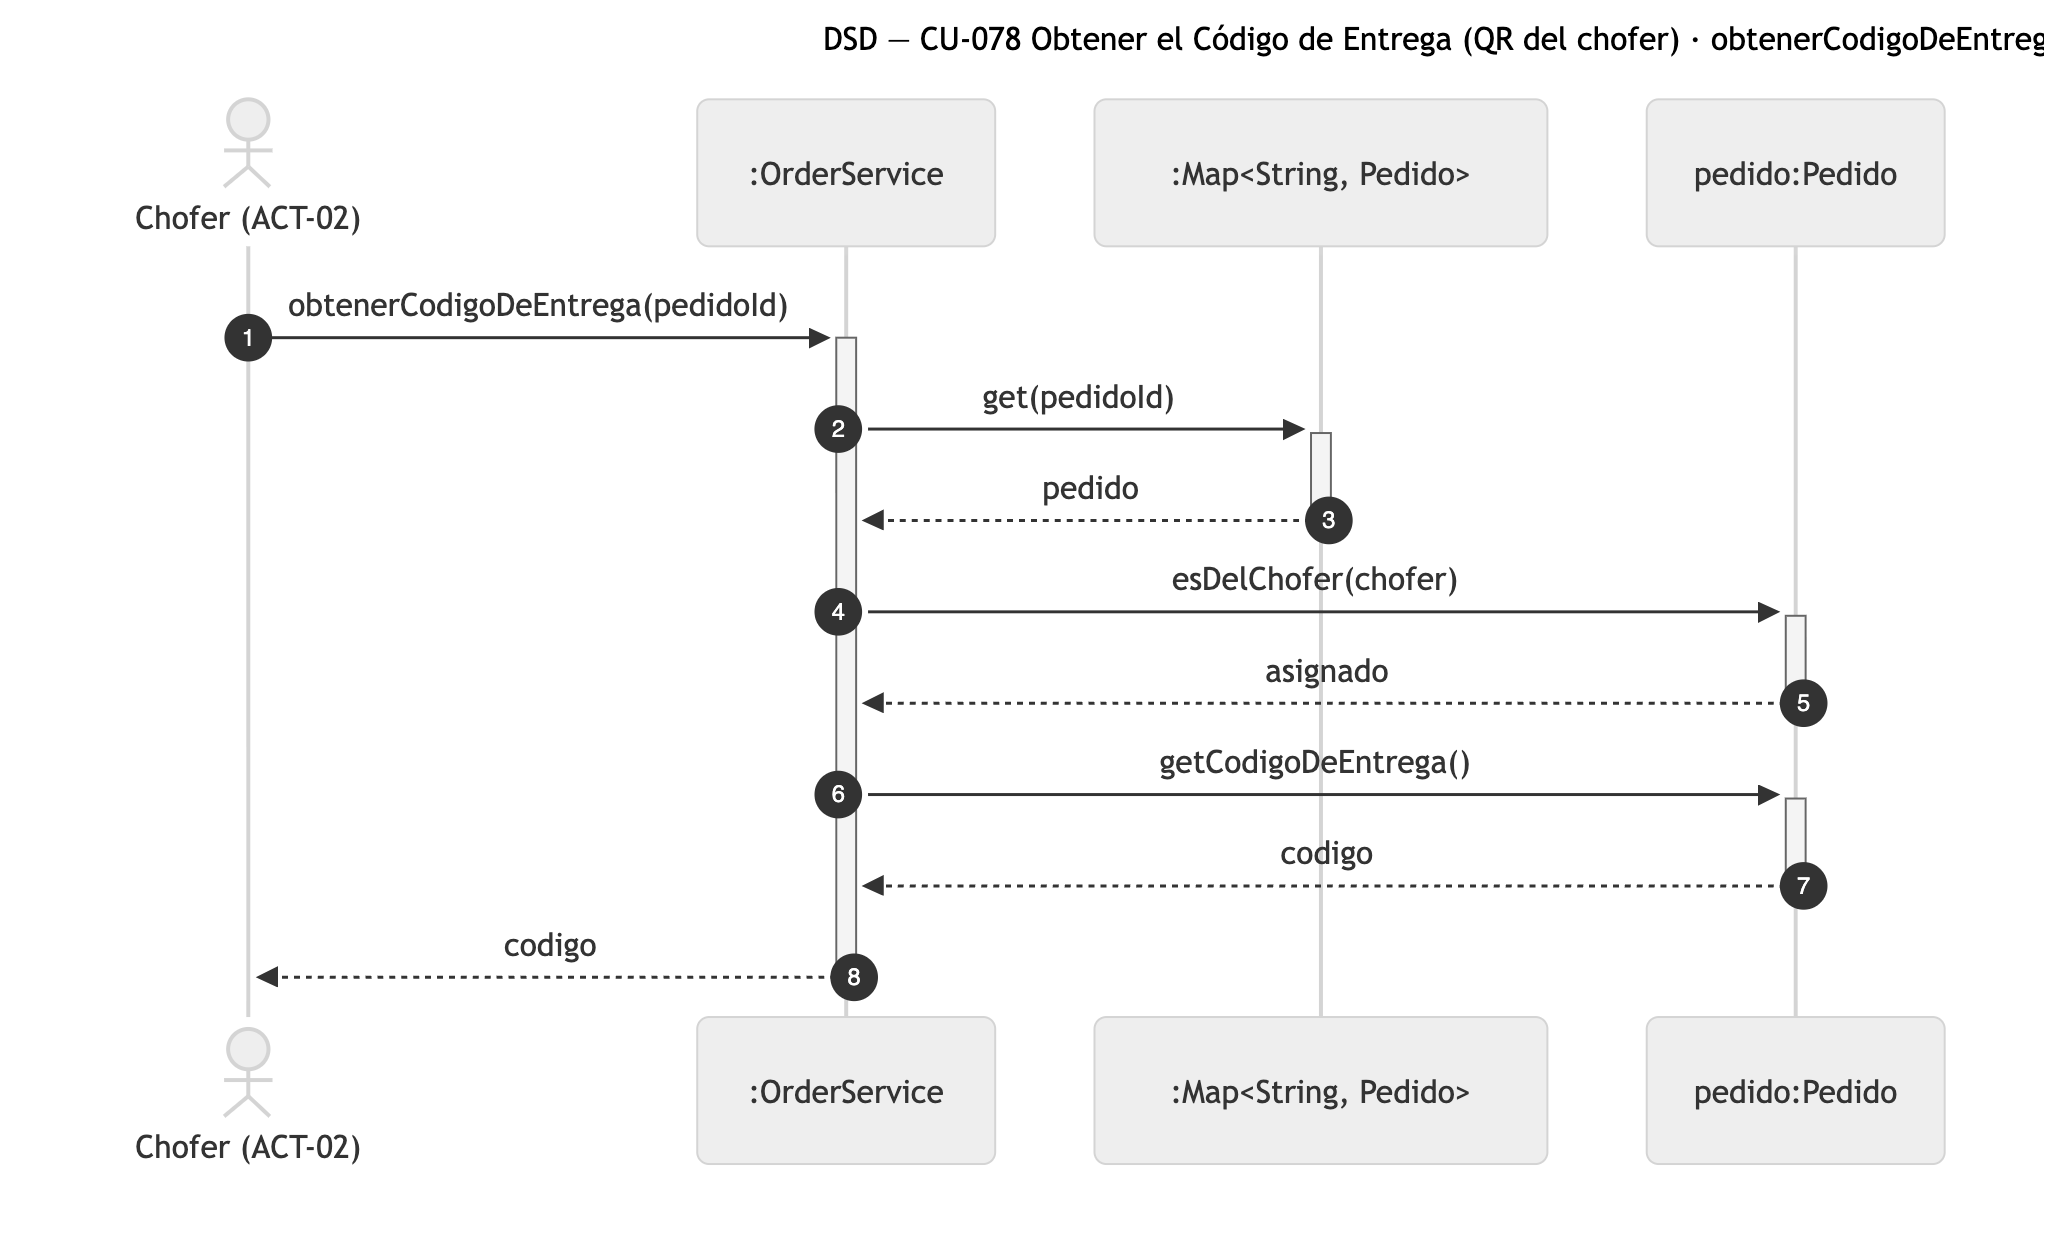 DSD — CU-078 Obtener el Código de Entrega (QR del chofer) · obtenerCodigoDeEntreg
Chofer (ACT-02)
:OrderService
:Map<String, Pedido>
pedido:Pedido
obtenerCodigoDeEntrega(pedidoId)
1
get(pedidoId)
2
pedido
3
esDelChofer(chofer)
4
asignado
5
getCodigoDeEntrega()
6
codigo
7
codigo
8
Chofer (ACT-02)
:OrderService
:Map<String, Pedido>
pedido:Pedido